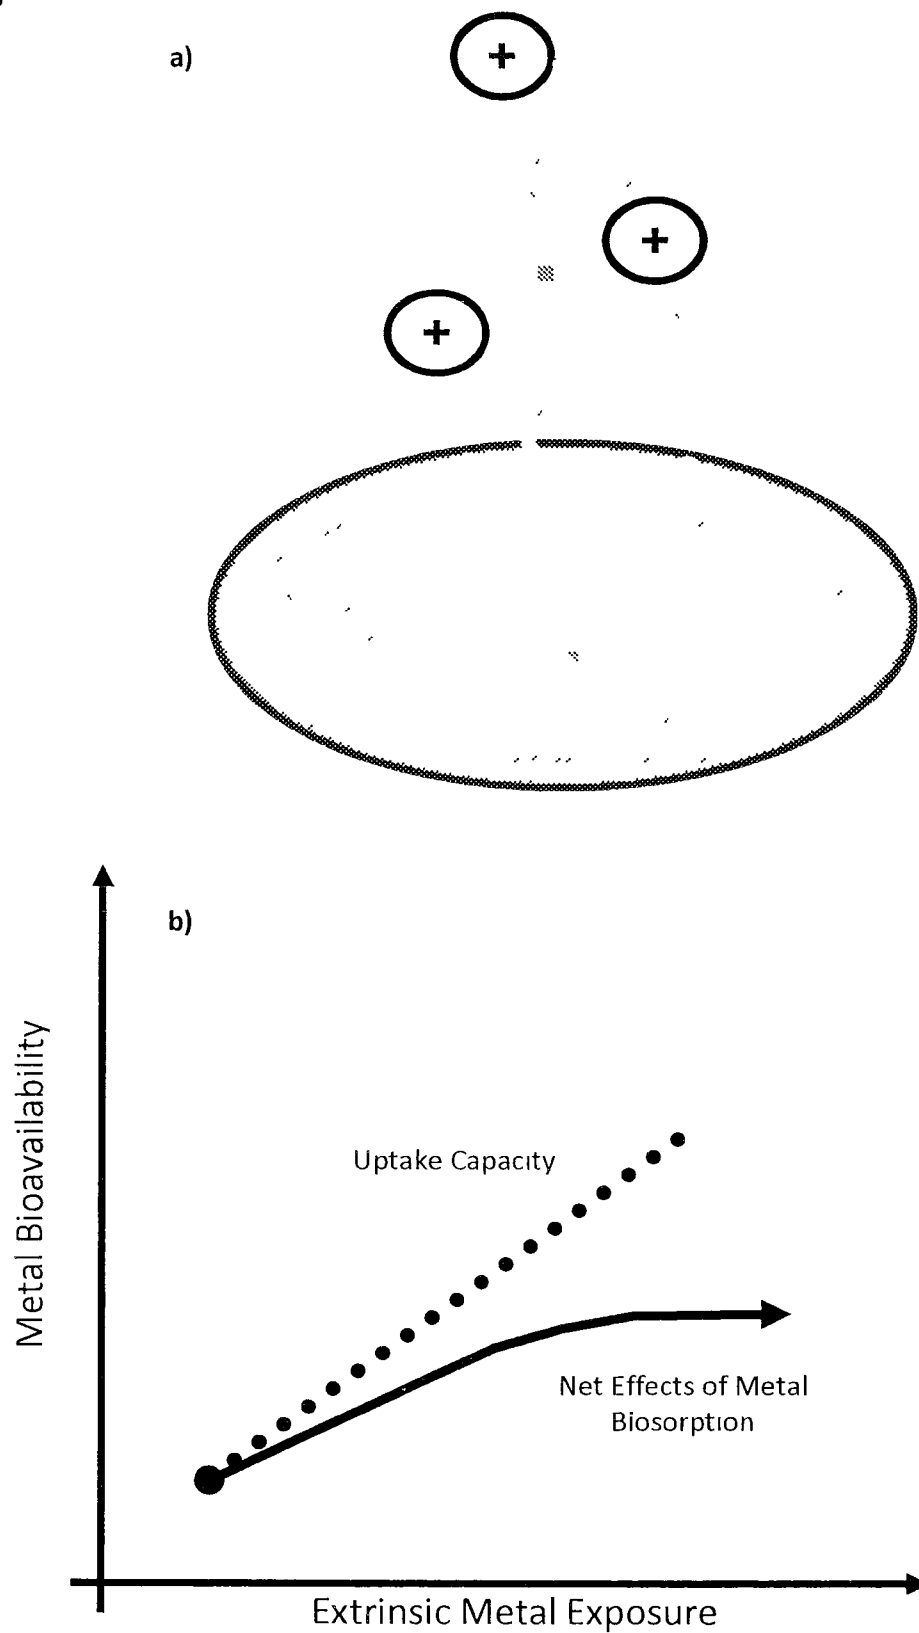 a)
+
+
+
b)
Metal Bioavailability
Uptake Capacity
Net Effects of Metal
Biosorption
Extrinsic Metal Exposure